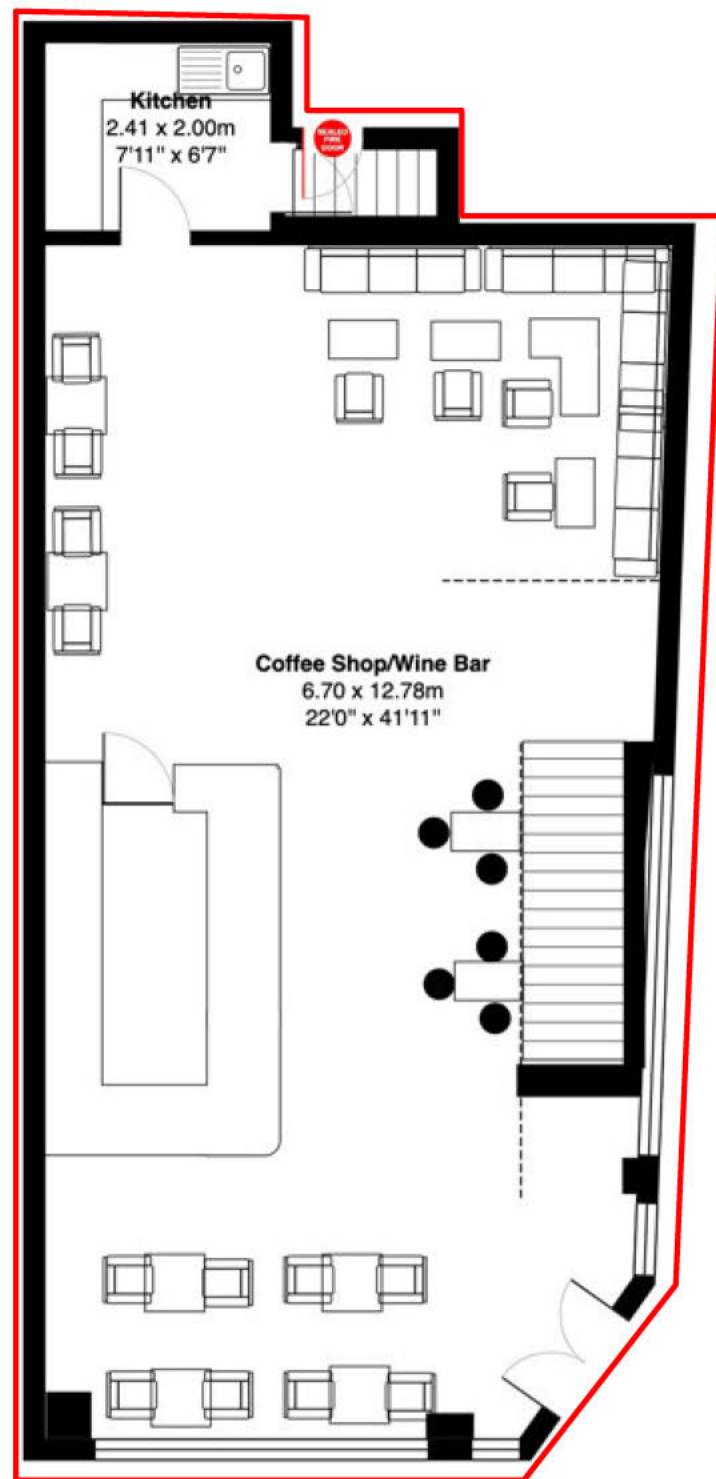 Kitchen
2.41 x 2.00m
7'11" x 6'7"
SEALED
FIRE
DOOR
Coffee Shop/Wine Bar
6.70 x 12.78m
22'0" x 41'11"